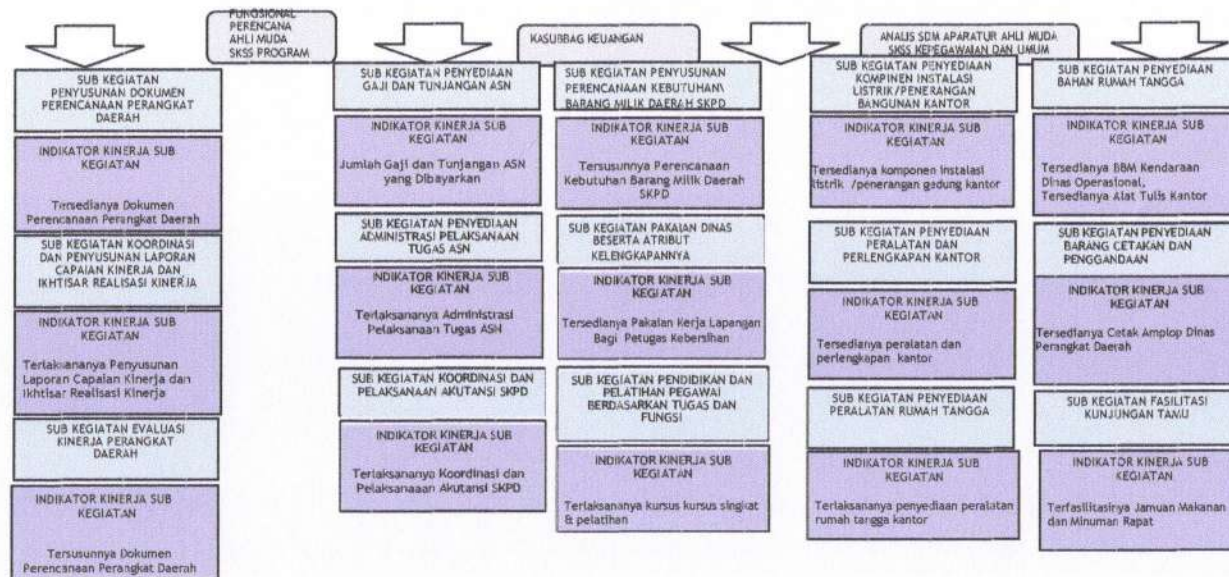 FUNGSIONAL
PERENCANA
AHLI MUDA
SKSS PROGRAM
KASUBBAG KEUANGAN
ANALIS SDM APARATUR AHLI MUDA
SKSS KEPEGAWAIAN DAN UMUM
SUB KEGIATAN
PENYUSUNAN DOKUMEN
PERENCANAAN PERANGKAT
DAERAH
INDIKATOR KINERJA SUB
KEGIATAN
Tersedianya Dokumen
Perencanaan Perangkat Daerah
SUB KEGIATAN KOORDINASI
DAN PENYUSUNAN LAPORAN
CAPAIAN KINERJA DAN
IKHTISAR REALISASI KINERJA
INDIKATOR KINERJA SUB
KEGIATAN
Terlaksananya Penyusunan
Laporan Capaian Kinerja dan
Ikhtisar Realisasi Kinerja
SUB KEGIATAN EVALUASI
KINERJA PERANGKAT
DAERAH
INDIKATOR KINERJA SUB
KEGIATAN
Tersusunnya Dokumen
Perencanaan Perangkat Daerah
SUB KEGIATAN PENYEDIAAN
GAJI DAN TUNJANGAN ASN
INDIKATOR KINERJA SUB
KEGIATAN
Jumlah Gaji dan Tunjangan ASN
yang Dibayarkan
SUB KEGIATAN PENYEDIAAN
ADMINISTRASI PELAKSANAAN
TUGAS ASN
INDIKATOR KINERJA SUB
KEGIATAN
Terlaksananya Administrasi
Pelaksanaan Tugas ASN
SUB KEGIATAN KOORDINASI DAN
PELAKSANAAN AKUTANSI SKPD
INDIKATOR KINERJA SUB
KEGIATAN
Terlaksananya Koordinasi dan
Pelaksanaaan Akutansi SKPD
SUB KEGIATAN PENYUSUNAN
PERENCANAAN KEBUTUHAN\
BARANG MILIK DAERAH SKPD
INDIKATOR KINERJA SUB
KEGIATAN
Tersusunnya Perencanaan
Kebutuhan Barang Milik Daerah
SKPD
SUB KEGIATAN PAKAIAN DINAS
BESERTA ATRIBUT
KELENGKAPANNYA
INDIKATOR KINERJA SUB
KEGIATAN
Tersedianya Pakaian Kerja Lapangan
Bagi Petugas Kebersihan
SUB KEGIATAN PENDIDIKAN DAN
PELATIHAN PEGAWAI
BERDASARKAN TUGAS DAN
FUNGSI
INDIKATOR KINERJA SUB
KEGIATAN
Terlaksananya kursus kursus singkat
& pelatihan
SUB KEGIATAN PENYEDIAAN
KOMPINEN INSTALASI
LISTRIK/PENERANGAN
BANGUNAN KANTOR
INDIKATOR KINERJA SUB
KEGIATAN
Tersedianya komponen instalasi
listrik /penerangan gedung kantor
SUB KEGIATAN PENYEDIAAN
PERALATAN DAN
PERLENGKAPAN KANTOR
INDIKATOR KINERJA SUB
KEGIATAN
Tersedianya peralatan dan
perlengkapan kantor
SUB KEGIATAN PENYEDIAAN
PERALATAN RUMAH TANGGA
INDIKATOR KINERJA SUB
KEGIATAN
Terlaksananya penyediaan peralatan
rumah tangga kantor
SUB KEGIATAN PENYEDIAAN
BAHAN RUMAH TANGGA
INDIKATOR KINERJA SUB
KEGIATAN
Tersedianya BBM Kendaraan
Dinas Operasional,
Tersedianya Alat Tulis Kantor
SUB KEGIATAN PENYEDIAAN
BARANG CETAKAN DAN
PENGGANDAAN
INDIKATOR KINERJA SUB
KEGIATAN
Tersedianya Cetak Amplop Dinas
Perangkat Daerah
SUB KEGIATAN FASILITASI
KUNJUNGAN TAMU
INDIKATOR KINERJA SUB
KEGIATAN
Terfasilitasirya Jamuan Makanan
dan Minuman Rapat